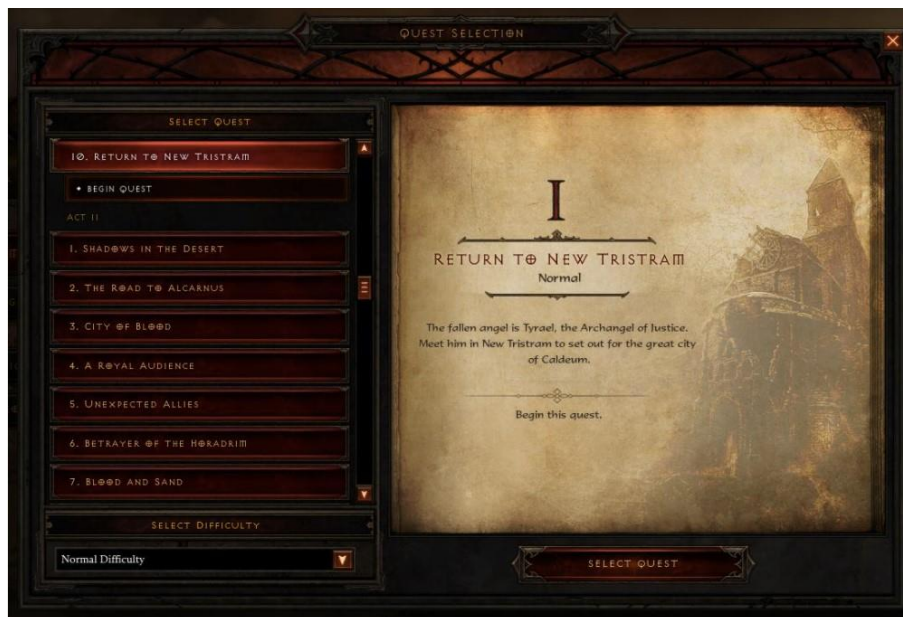 QUEST SELECTION
SELECT QUEST
10. RETURN TO NEW TRISTRAM
• BEGIN QUEST
ACT II
1. SHADOWS IN THE DESERT
2. THE ROAD TO ALCARNUS
3. CITY OF BLOOD
4. A ROYAL AUDIENCE
5. UNEXPECTED ALLIES
6. BETRAYER OF THE HORADRIM
7. BLOOD AND SAND
SELECT DIFFICULTY
Normal Difficulty
I
RETURN TO NEW TRISTRAM
Normal
The fallen angel is Tyrael, the Archangel of Justice.
Meet him in New Tristram to set out for the great city
of Caldeum.
Begin this quest.
SELECT QUEST